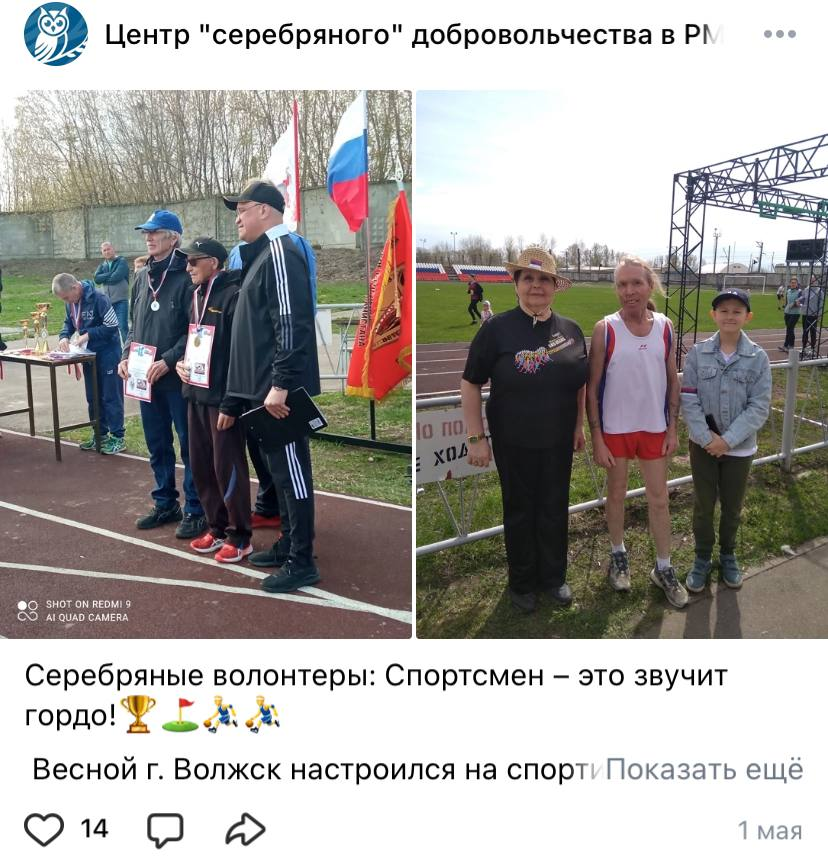 Центр "серебряного" добровольчества в РМ
SHOT ON REDMI 9
AI QUAD CAMERA
Серебряные волонтеры: Спортсмен – это звучит
гордо!🏆⛳⛹️⛹️
Весной г. Волжск настроился на спорти Показать ещё
14
1 мая